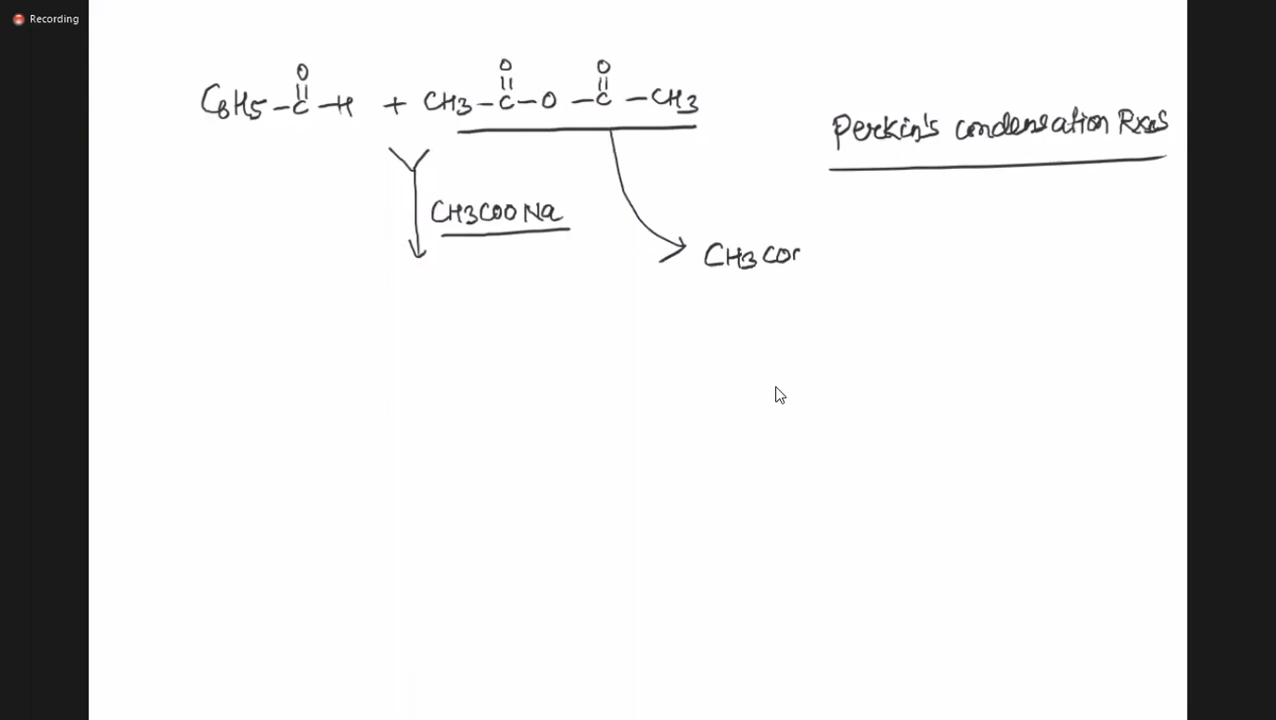 Recording
O O O
C6H5-C-H + CH3-C-O-C-CH3
Perkin's condensation Rxns
CH3COONa
CH3COr